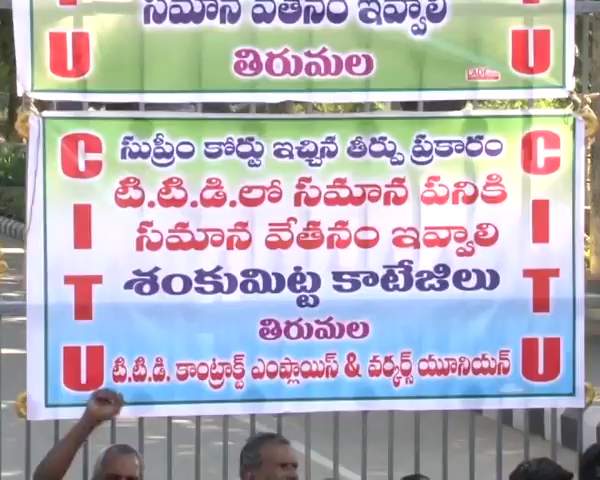 సమాన వేతనం ఇవ్వాలి
తిరుమల
U
U
సుప్రీం కోర్టు ఇచ్చిన తీర్పు ప్రకారం
టి.టి.డి.లో సమాన పనికి
సమాన వేతనం ఇవ్వాలి
శంకుమిట్ట కాటేజీలు
తిరుమల
టి.టి.డి. కాంట్రాక్ట్ ఎంప్లాయిస్ & వర్కర్స్ యూనియన్
CITU
CITU